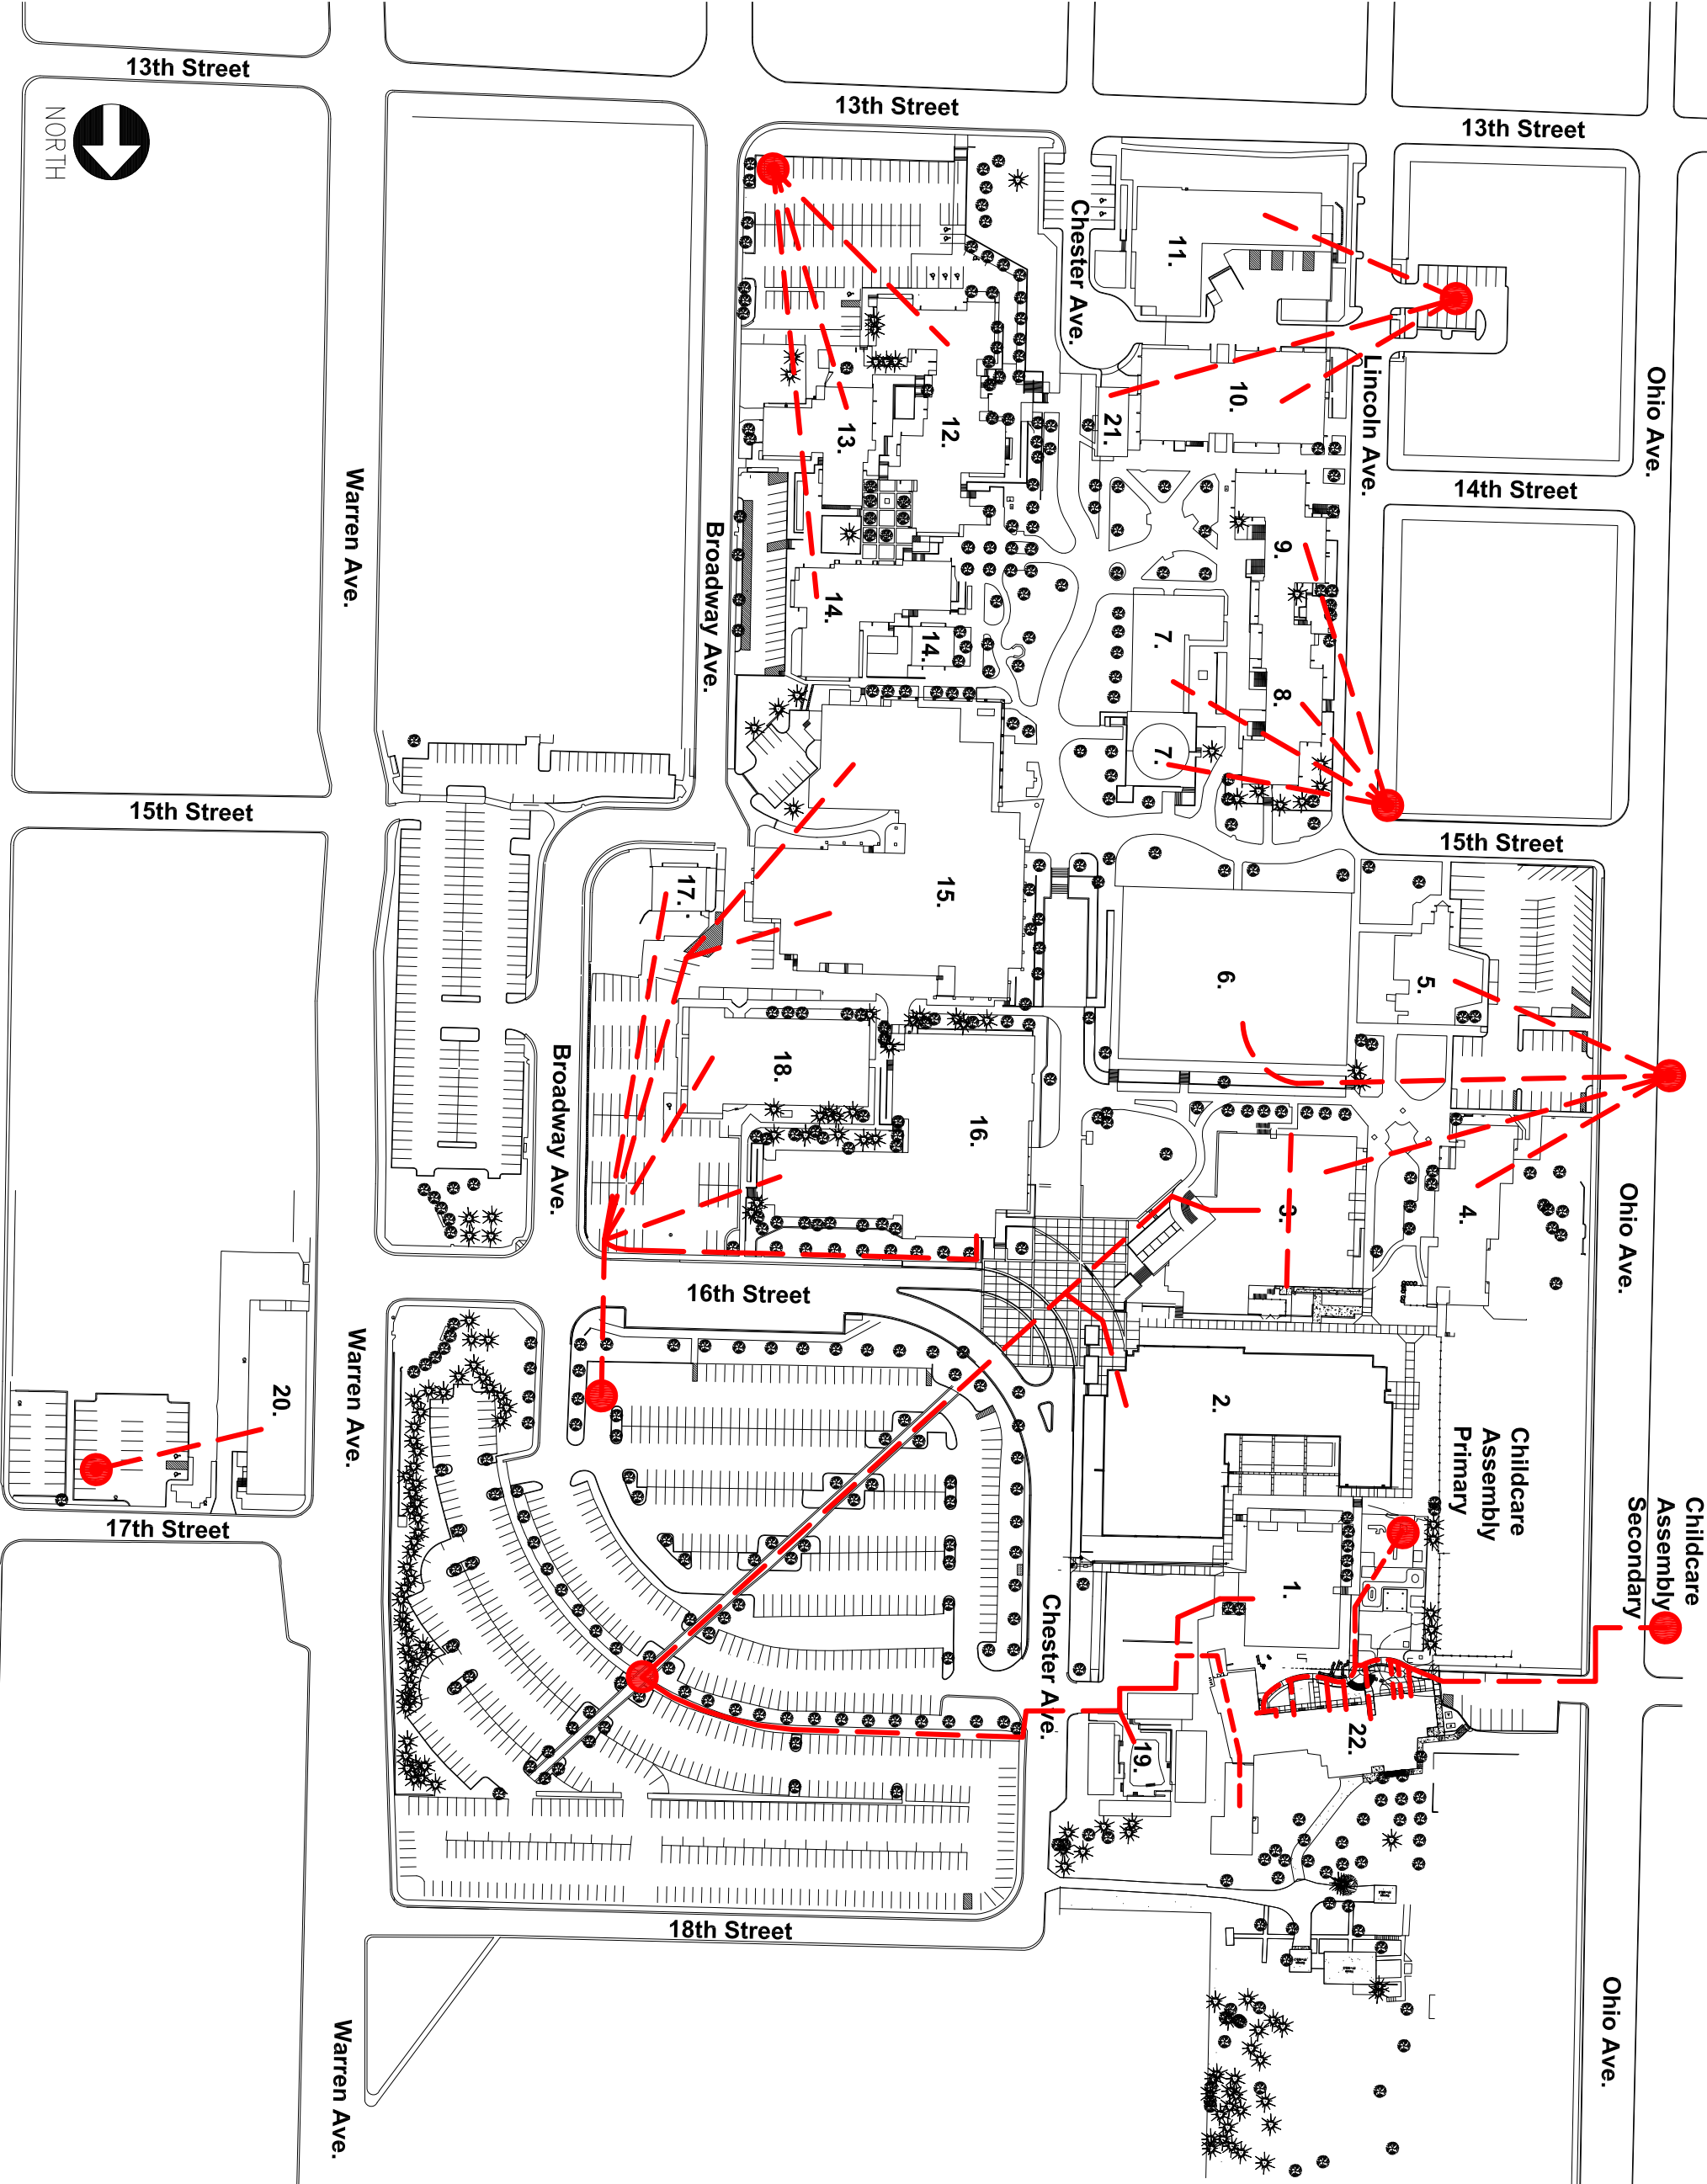 13th Street
13th Street
13th Street
NORTH
Chester Ave.
11.
Lincoln Ave.
Ohio Ave.
10.
21.
12.
13.
14th Street
Warren Ave.
Broadway Ave.
9.
14.
14.
7.
8.
7.
15th Street
15th Street
17.
15.
6.
5.
Broadway Ave.
18.
16.
3.
4.
Ohio Ave.
16th Street
Warren Ave.
20.
2.
Childcare
Assembly
Primary
Childcare
Assembly
Secondary
17th Street
1.
Chester Ave.
19.
22.
18th Street
Warren Ave.
Ohio Ave.